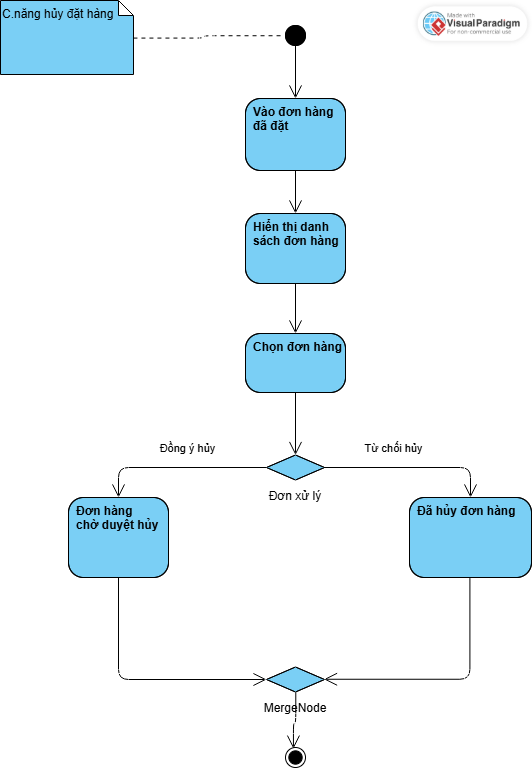 C.năng hủy đặt hàng
Made with
VisualParadigm
For non-commercial use
Vào đơn hàng
đã đặt
Hiển thị danh
sách đơn hàng
Chọn đơn hàng
Đồng ý hủy
Từ chối hủy
Đơn xử lý
Đơn hàng
chờ duyệt hủy
Đã hủy đơn hàng
MergeNode